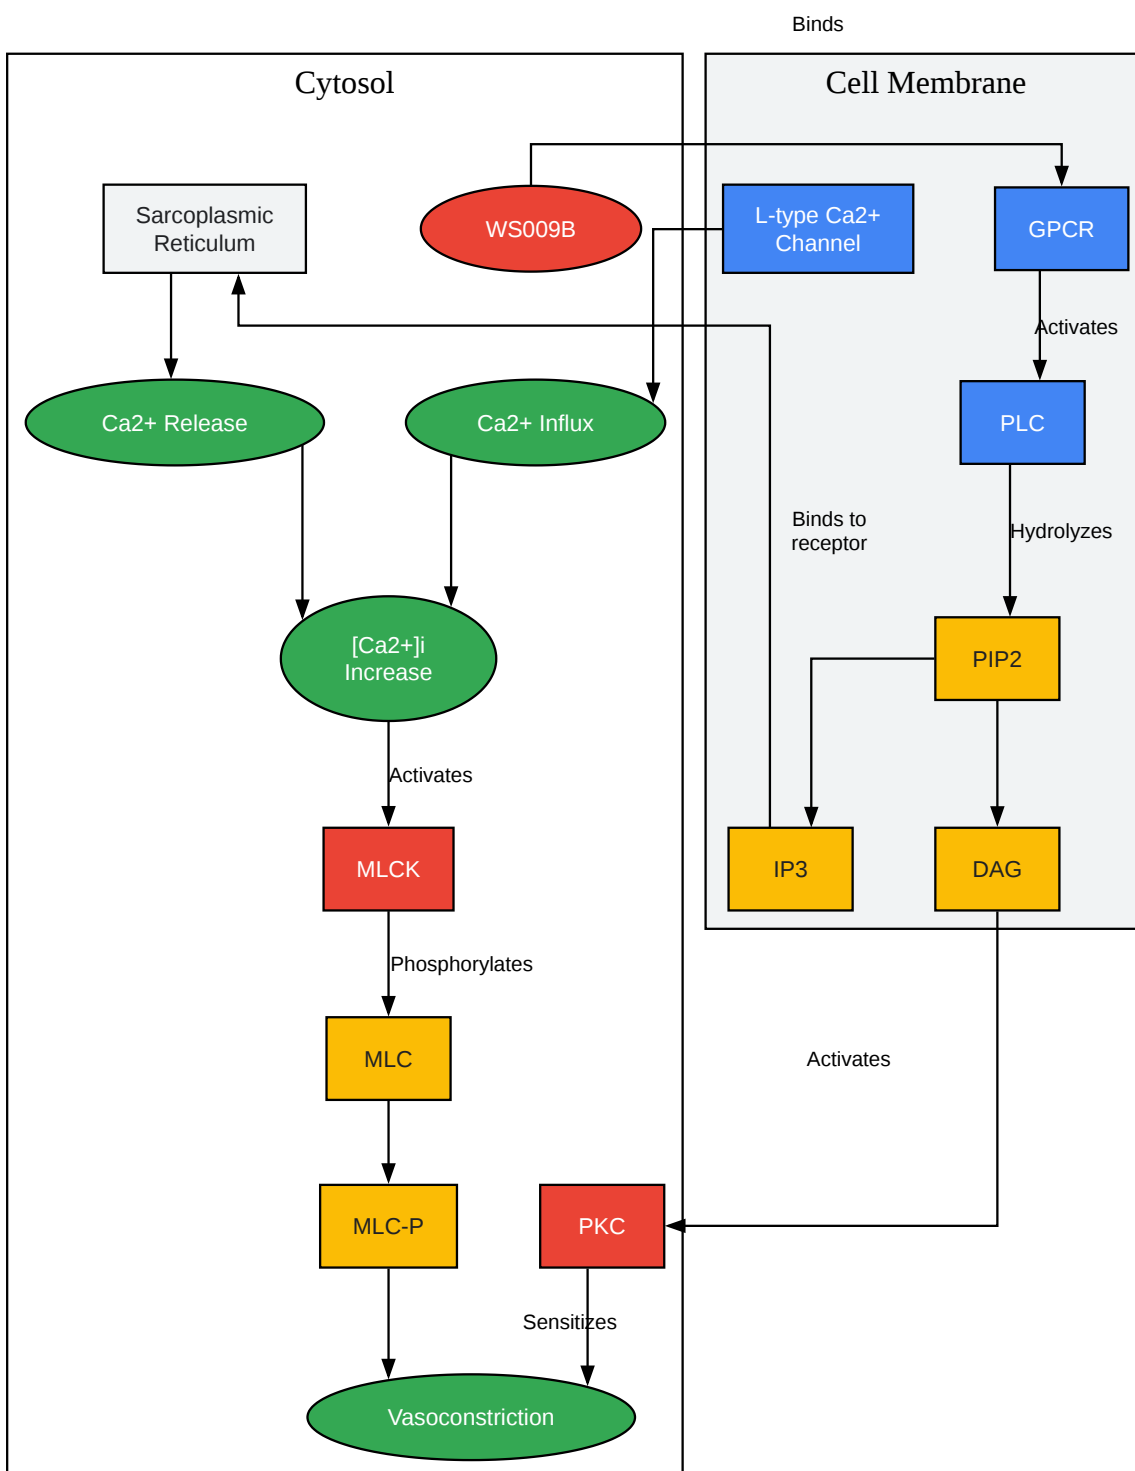 Binds
Cytosol
Cell Membrane
Sarcoplasmic
Reticulum
WS009B
L-type Ca2+
Channel
GPCR
Activates
Ca2+ Release
Ca2+ Influx
PLC
Binds to
receptor
Hydrolyzes
[Ca2+]i
Increase
PIP2
Activates
MLCK
IP3
DAG
Phosphorylates
MLC
Activates
MLC-P
PKC
Sensitizes
Vasoconstriction